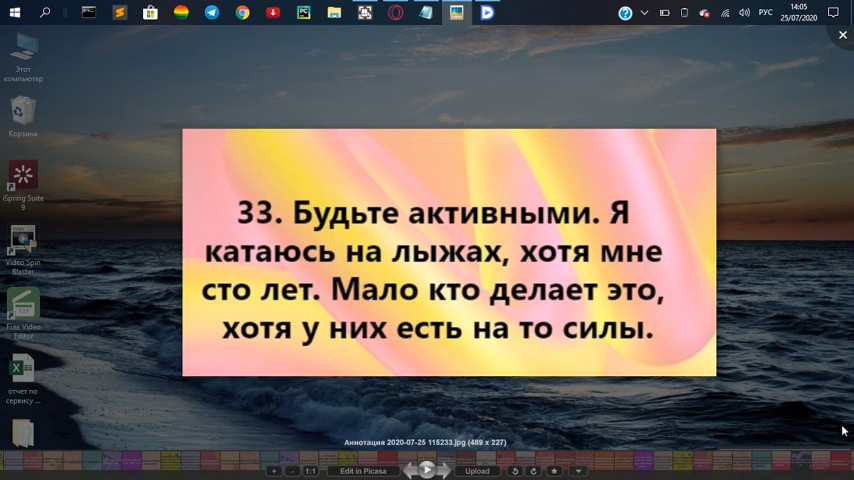 14:05
РУС
25/07/2020
Этот
компьютер
Корзина
iSpring Suite
9
Video Spin
Blaster
Free Video
Editor
отчет по
сервису ...
33. Будьте активными. Я
катаюсь на лыжах, хотя мне
сто лет. Мало кто делает это,
хотя у них есть на то силы.
Аннотация 2020-07-25 115233.jpg (489 x 227)
1:1
Edit in Picasa
Upload